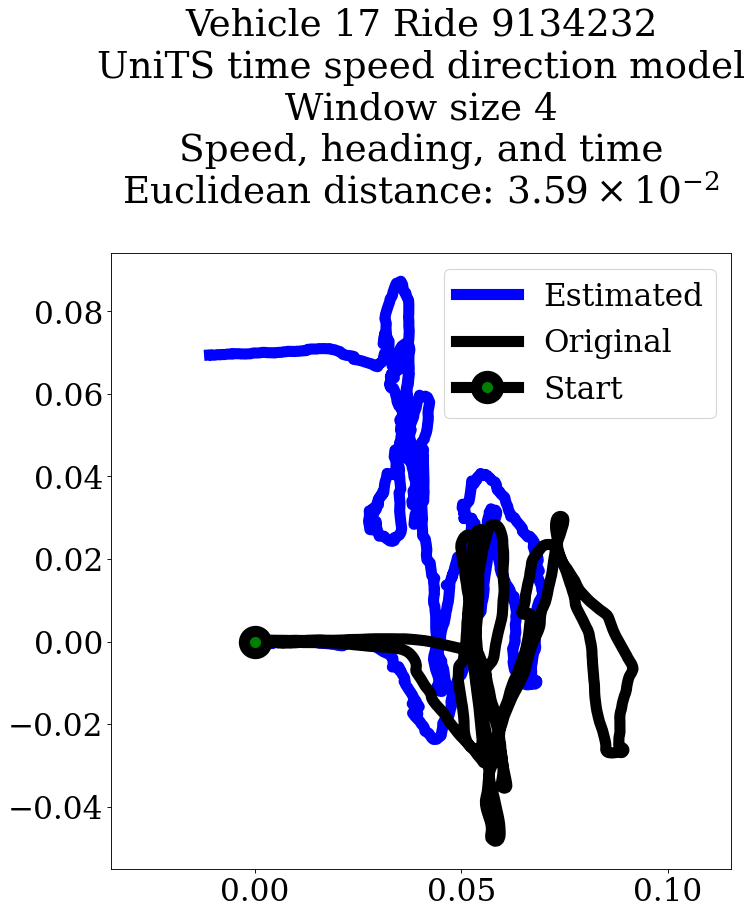 Vehicle 17 Ride 9134232
UniTS time speed direction model
Window size 4
Speed, heading, and time
Euclidean distance: 3.59 × 10⁻²
Estimated
Original
Start
0.08
0.06
0.04
0.02
0.00
−0.02
−0.04
0.00 0.05 0.10